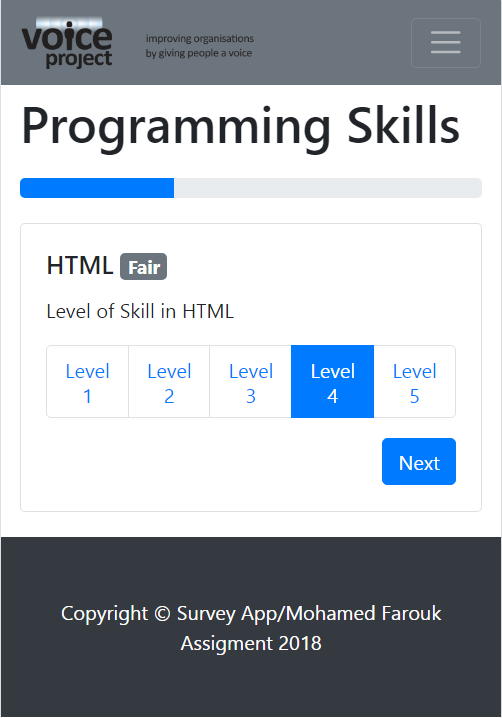 voice
project
improving organisations
by giving people a voice
Programming Skills
HTML Fair
Level of Skill in HTML
Level 1
Level 2
Level 3
Level 4
Level 5
Next
Copyright © Survey App/Mohamed Farouk
Assigment 2018